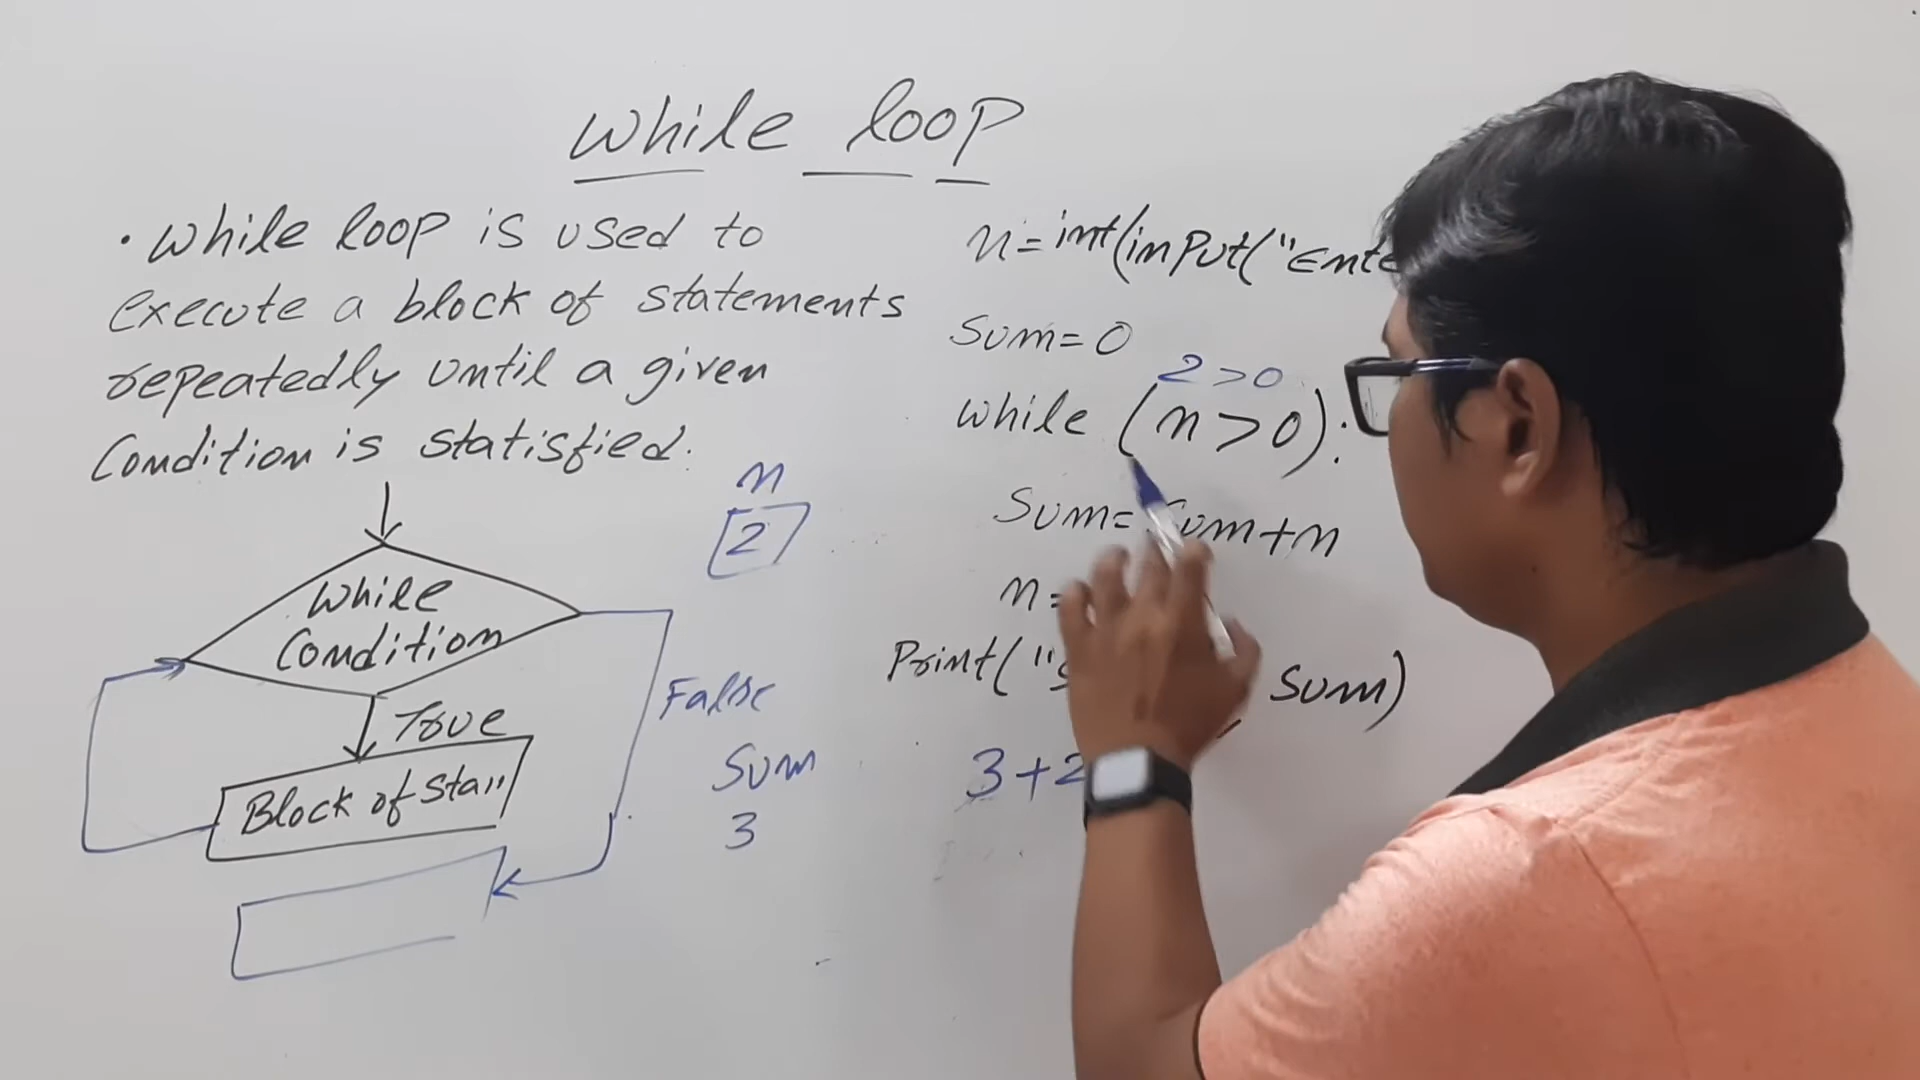 while loop
• while loop is used to
execute a block of statements
repeatedly until a given
Condition is statisfied.
while
Condition
True
False
Block of sta"
n
2
Sum
3
n=int(input("Ente
Sum=0
2>0
while (n>0):
Sum=Sum+n
n=
Print("S , Sum)
3+2